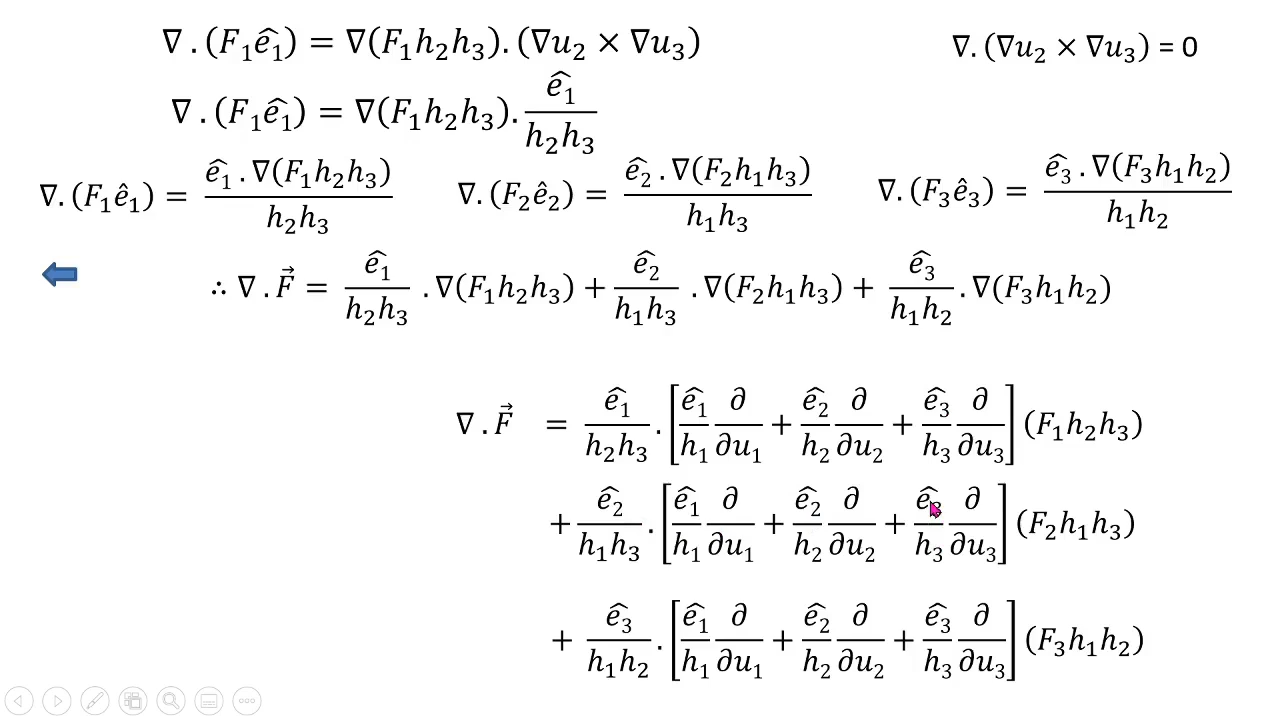 ∇ . (F₁ê₁) = ∇(F₁h₂h₃). (∇u₂ × ∇u₃)
∇. (∇u₂ × ∇u₃) = 0
∇ . (F₁ê₁) = ∇(F₁h₂h₃). ê₁/(h₂h₃)
∇. (F₁ê₁) = (ê₁ . ∇(F₁h₂h₃))/(h₂h₃)
∇. (F₂ê₂) = (ê₂ . ∇(F₂h₁h₃))/(h₁h₃)
∇. (F₃ê₃) = (ê₃ . ∇(F₃h₁h₂))/(h₁h₂)
∴ ∇ . F⃗ = ê₁/(h₂h₃) . ∇(F₁h₂h₃) + ê₂/(h₁h₃) . ∇(F₂h₁h₃) + ê₃/(h₁h₂) . ∇(F₃h₁h₂)
∇ . F⃗ = ê₁/(h₂h₃) . [ê₁/h₁ ∂/∂u₁ + ê₂/h₂ ∂/∂u₂ + ê₃/h₃ ∂/∂u₃] (F₁h₂h₃)
+ ê₂/(h₁h₃) . [ê₁/h₁ ∂/∂u₁ + ê₂/h₂ ∂/∂u₂ + ê₃/h₃ ∂/∂u₃] (F₂h₁h₃)
+ ê₃/(h₁h₂) . [ê₁/h₁ ∂/∂u₁ + ê₂/h₂ ∂/∂u₂ + ê₃/h₃ ∂/∂u₃] (F₃h₁h₂)